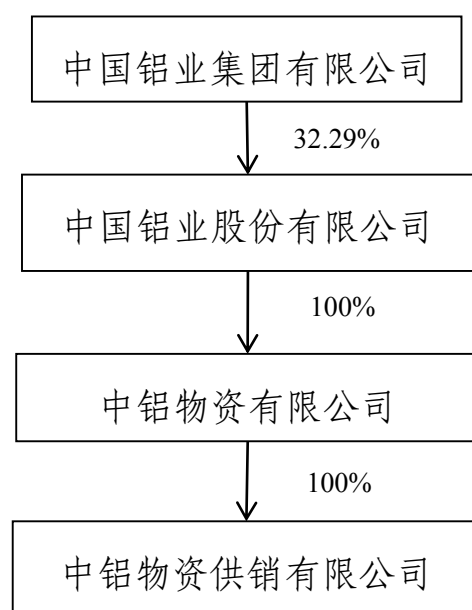 中国铝业集团有限公司
32.29%
中国铝业股份有限公司
100%
中铝物资有限公司
100%
中铝物资供销有限公司